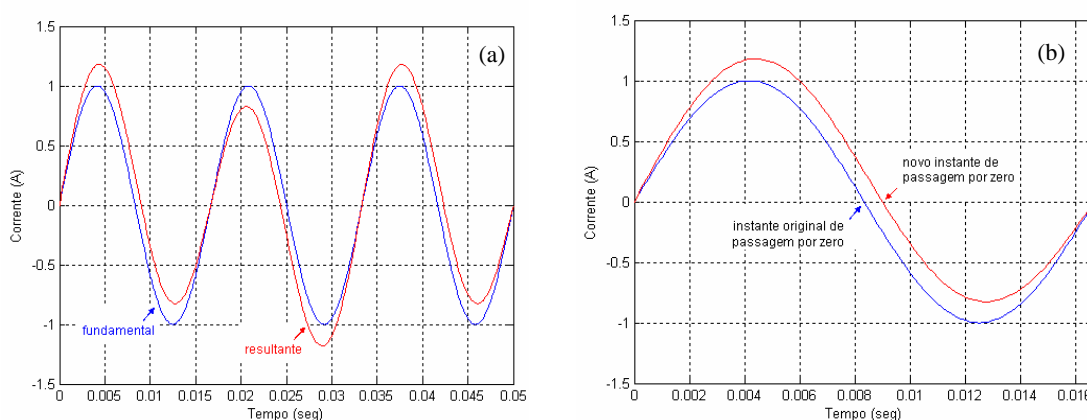 (a)
1.5
1
0.5
0
-0.5
-1
-1.5
Corrente (A)
fundamental
resultante
0 0.005 0.01 0.015 0.02 0.025 0.03 0.035 0.04 0.045 0.05
Tempo (seg)
(b)
1.5
1
0.5
0
-0.5
-1
-1.5
Corrente (A)
novo instante de
passagem por zero
instante original de
passagem por zero
0 0.002 0.004 0.006 0.008 0.010 0.012 0.014
Tempo (seg)